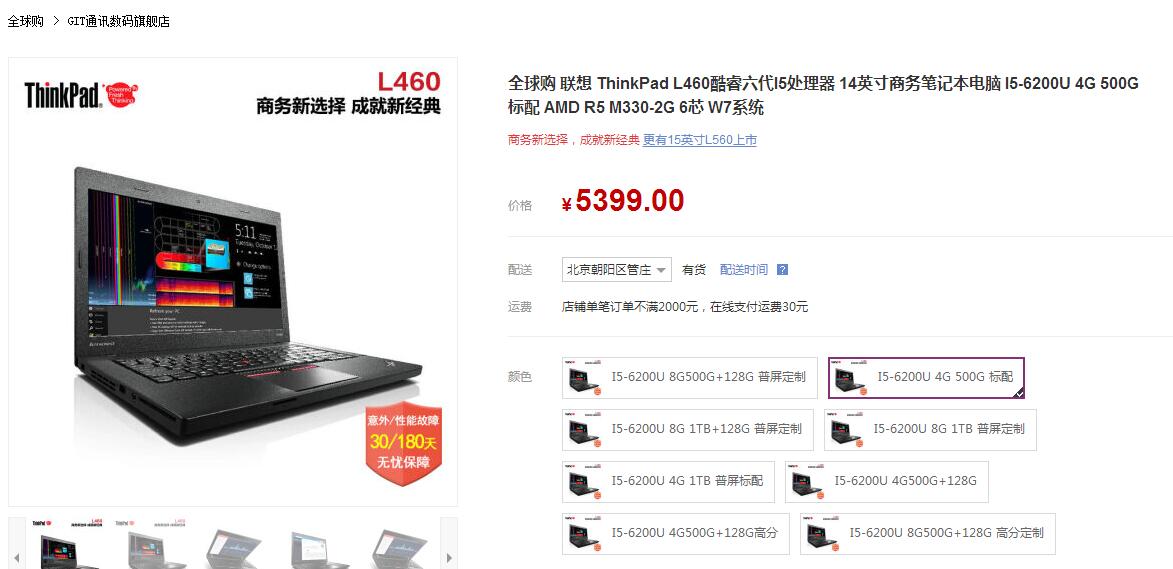 全球购 > GIT通讯数码旗舰店
ThinkPad
Powered by Fresh Thinking
L460
商务新选择 成就新经典
5:11
Tuesday, October
Change options
Refresh your PC
意外/性能故障
30/180天
无忧保障
全球购 联想 ThinkPad L460酷睿六代I5处理器 14英寸商务笔记本电脑 I5-6200U 4G 500G
标配 AMD R5 M330-2G 6芯 W7系统
商务新选择，成就新经典 更有15英寸L560上市
价格 ¥ 5399.00
配送 北京朝阳区管庄 有货 配送时间 ?
运费 店铺单笔订单不满2000元，在线支付运费30元
颜色 I5-6200U 8G500G+128G 普屏定制 I5-6200U 4G 500G 标配
I5-6200U 8G 1TB+128G 普屏定制 I5-6200U 8G 1TB 普屏定制
I5-6200U 4G 1TB 普屏标配 I5-6200U 4G500G+128G
I5-6200U 4G500G+128G高分 I5-6200U 8G500G+128G 高分定制